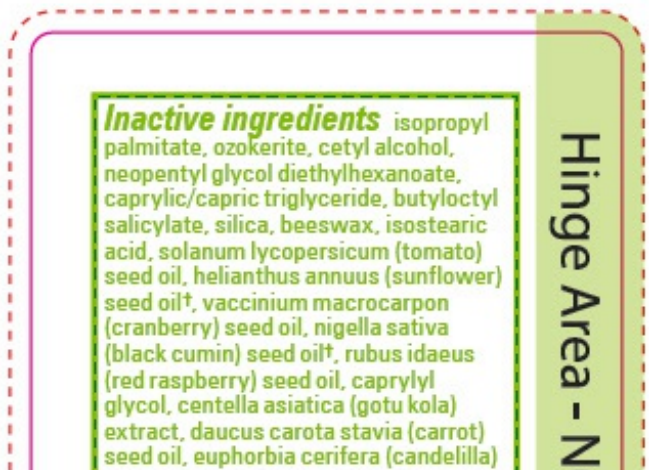 Inactive ingredients isopropyl
palmitate, ozokerite, cetyl alcohol,
neopentyl glycol diethylhexanoate,
caprylic/capric triglyceride, butyloctyl
salicylate, silica, beeswax, isostearic
acid, solanum lycopersicum (tomato)
seed oil, helianthus annuus (sunflower)
seed oil†, vaccinium macrocarpon
(cranberry) seed oil, nigella sativa
(black cumin) seed oil†, rubus idaeus
(red raspberry) seed oil, caprylyl
glycol, centella asiatica (gotu kola)
extract, daucus carota stavia (carrot)
seed oil, euphorbia cerifera (candelilla)
Hinge Area - N